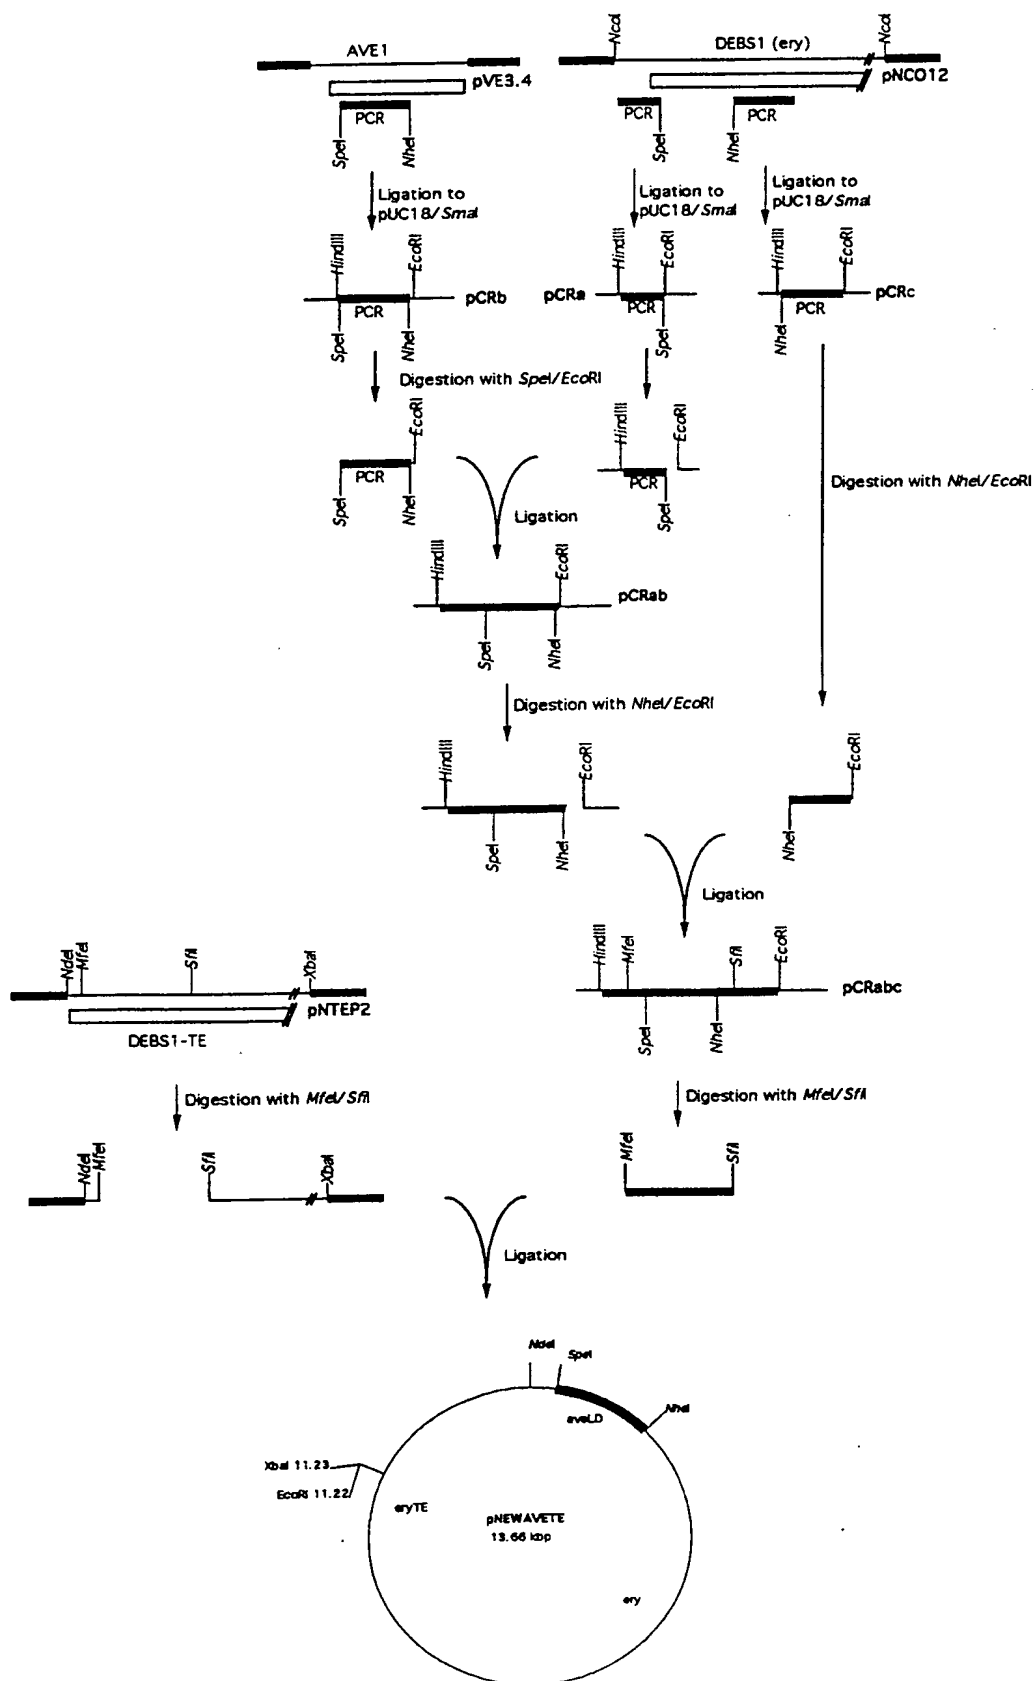 AVE1
pVE3.4
PCR
SpeI
NheI
NcoI
DEBS1 (ery)
NcoI
pNCO12
PCR
SpeI
PCR
NheI
Ligation to
pUC18/SmaI
Ligation to
pUC18/SmaI
Ligation to
pUC18/SmaI
HindIII
EcoRI
pCRb
PCR
SpeI
NheI
pCRa
HindIII
EcoRI
PCR
SpeI
HindIII
EcoRI
pCRc
PCR
NheI
Digestion with SpeI/EcoRI
EcoRI
PCR
SpeI
NheI
HindIII
EcoRI
PCR
SpeI
Digestion with NheI/EcoRI
Ligation
HindIII
EcoRI
pCRab
SpeI
NheI
Digestion with NheI/EcoRI
HindIII
EcoRI
SpeI
NheI
EcoRI
NheI
Ligation
NdeI
MfeI
SfiI
XbaI
pNTEP2
DEBS1-TE
HindIII
MfeI
SfiI
EcoRI
pCRabc
SpeI
NheI
Digestion with MfeI/SfiI
Digestion with MfeI/SfiI
NdeI
MfeI
SfiI
XbaI
MfeI
SfiI
Ligation
NdeI
SpeI
NheI
aveLD
XbaI 11.23
EcoRI 11.22
eryTE
pNEWAVETE
13.66 kbp
ery